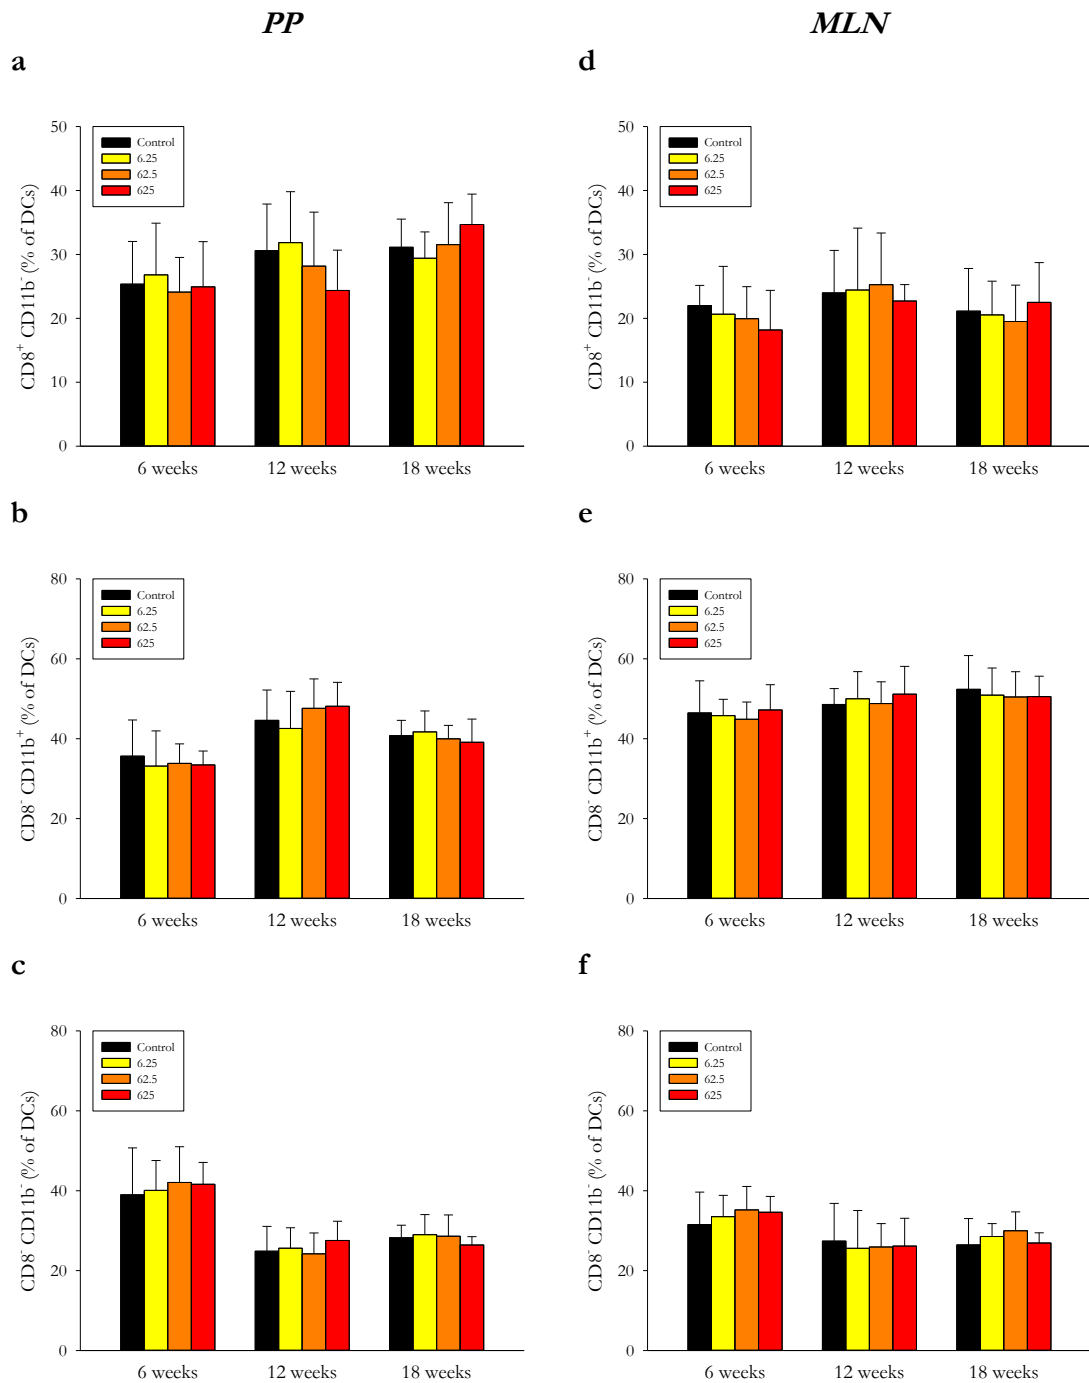 PP
MLN
a
50
40
30
20
10
0
CD8+ CD11b- (% of DCs)
Control
6.25
62.5
625
6 weeks
12 weeks
18 weeks
d
50
40
30
20
10
0
CD8+ CD11b- (% of DCs)
Control
6.25
62.5
625
6 weeks
12 weeks
18 weeks
b
80
60
40
20
0
CD8- CD11b+ (% of DCs)
Control
6.25
62.5
625
6 weeks
12 weeks
18 weeks
e
80
60
40
20
0
CD8- CD11b+ (% of DCs)
Control
6.25
62.5
625
6 weeks
12 weeks
18 weeks
c
80
60
40
20
0
CD8- CD11b- (% of DCs)
Control
6.25
62.5
625
6 weeks
12 weeks
18 weeks
f
80
60
40
20
0
CD8- CD11b- (% of DCs)
Control
6.25
62.5
625
6 weeks
12 weeks
18 weeks